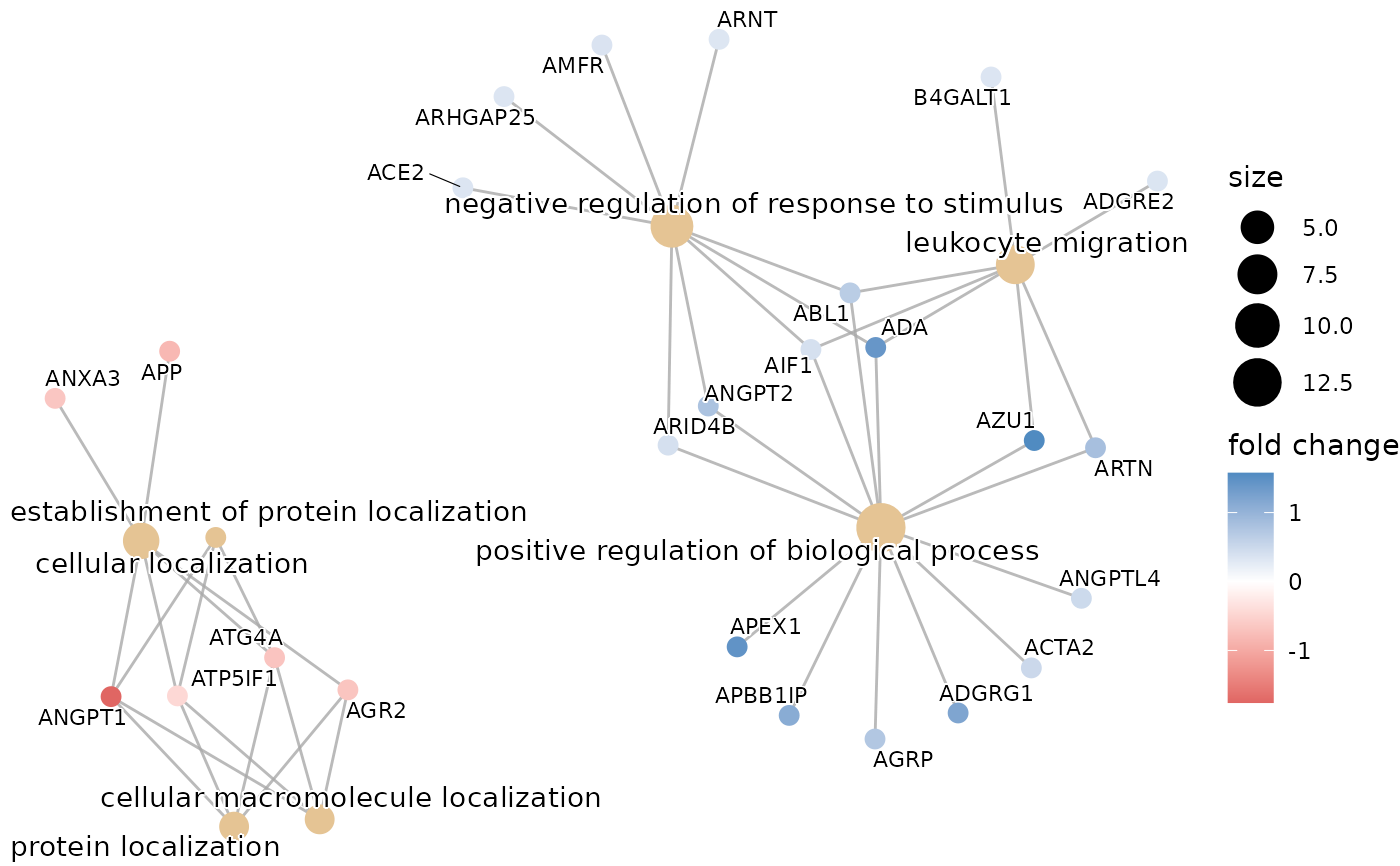 ARNT
AMFR
B4GALT1
ARHGAP25
ACE2
negative regulation of response to stimulus
ADGRE2
leukocyte migration
ABL1
ADA
AIF1
APP
ANXA3
ANGPT2
ARID4B
AZU1
ARTN
establishment of protein localization
cellular localization
positive regulation of biological process
ANGPTL4
APEX1
ATG4A
ACTA2
ATP5IF1
APBB1IP
ADGRG1
AGR2
ANGPT1
AGRP
cellular macromolecule localization
protein localization
size
5.0
7.5
10.0
12.5
fold change
1
0
-1